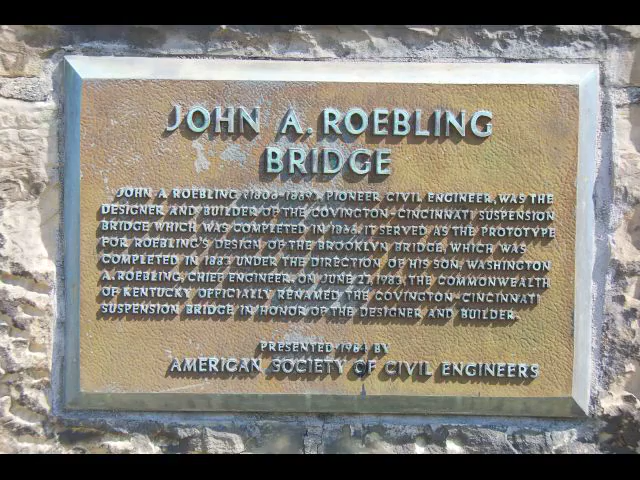 JOHN A. ROEBLING
BRIDGE
JOHN A. ROEBLING (1806-1869), PIONEER CIVIL ENGINEER, WAS THE
DESIGNER AND BUILDER OF THE COVINGTON-CINCINNATI SUSPENSION
BRIDGE WHICH WAS COMPLETED IN 1866. IT SERVED AS THE PROTOTYPE
FOR ROEBLING'S DESIGN OF THE BROOKLYN BRIDGE, WHICH WAS
COMPLETED IN 1883 UNDER THE DIRECTION OF HIS SON, WASHINGTON
A. ROEBLING, CHIEF ENGINEER. ON JUNE 27, 1983, THE COMMONWEALTH
OF KENTUCKY OFFICIALLY RENAMED THE COVINGTON-CINCINNATI
SUSPENSION BRIDGE IN HONOR OF THE DESIGNER AND BUILDER.
PRESENTED 1984 BY
AMERICAN SOCIETY OF CIVIL ENGINEERS